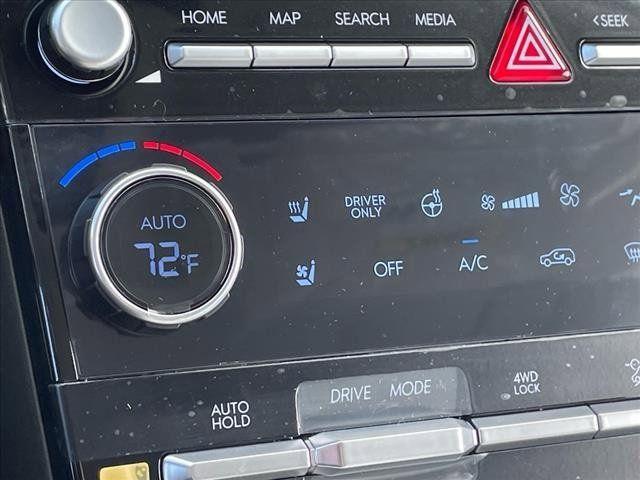 HOME MAP SEARCH MEDIA <SEEK
AUTO
72°F
DRIVER
ONLY
OFF
A/C
AUTO
HOLD
DRIVE MODE
4WD
LOCK